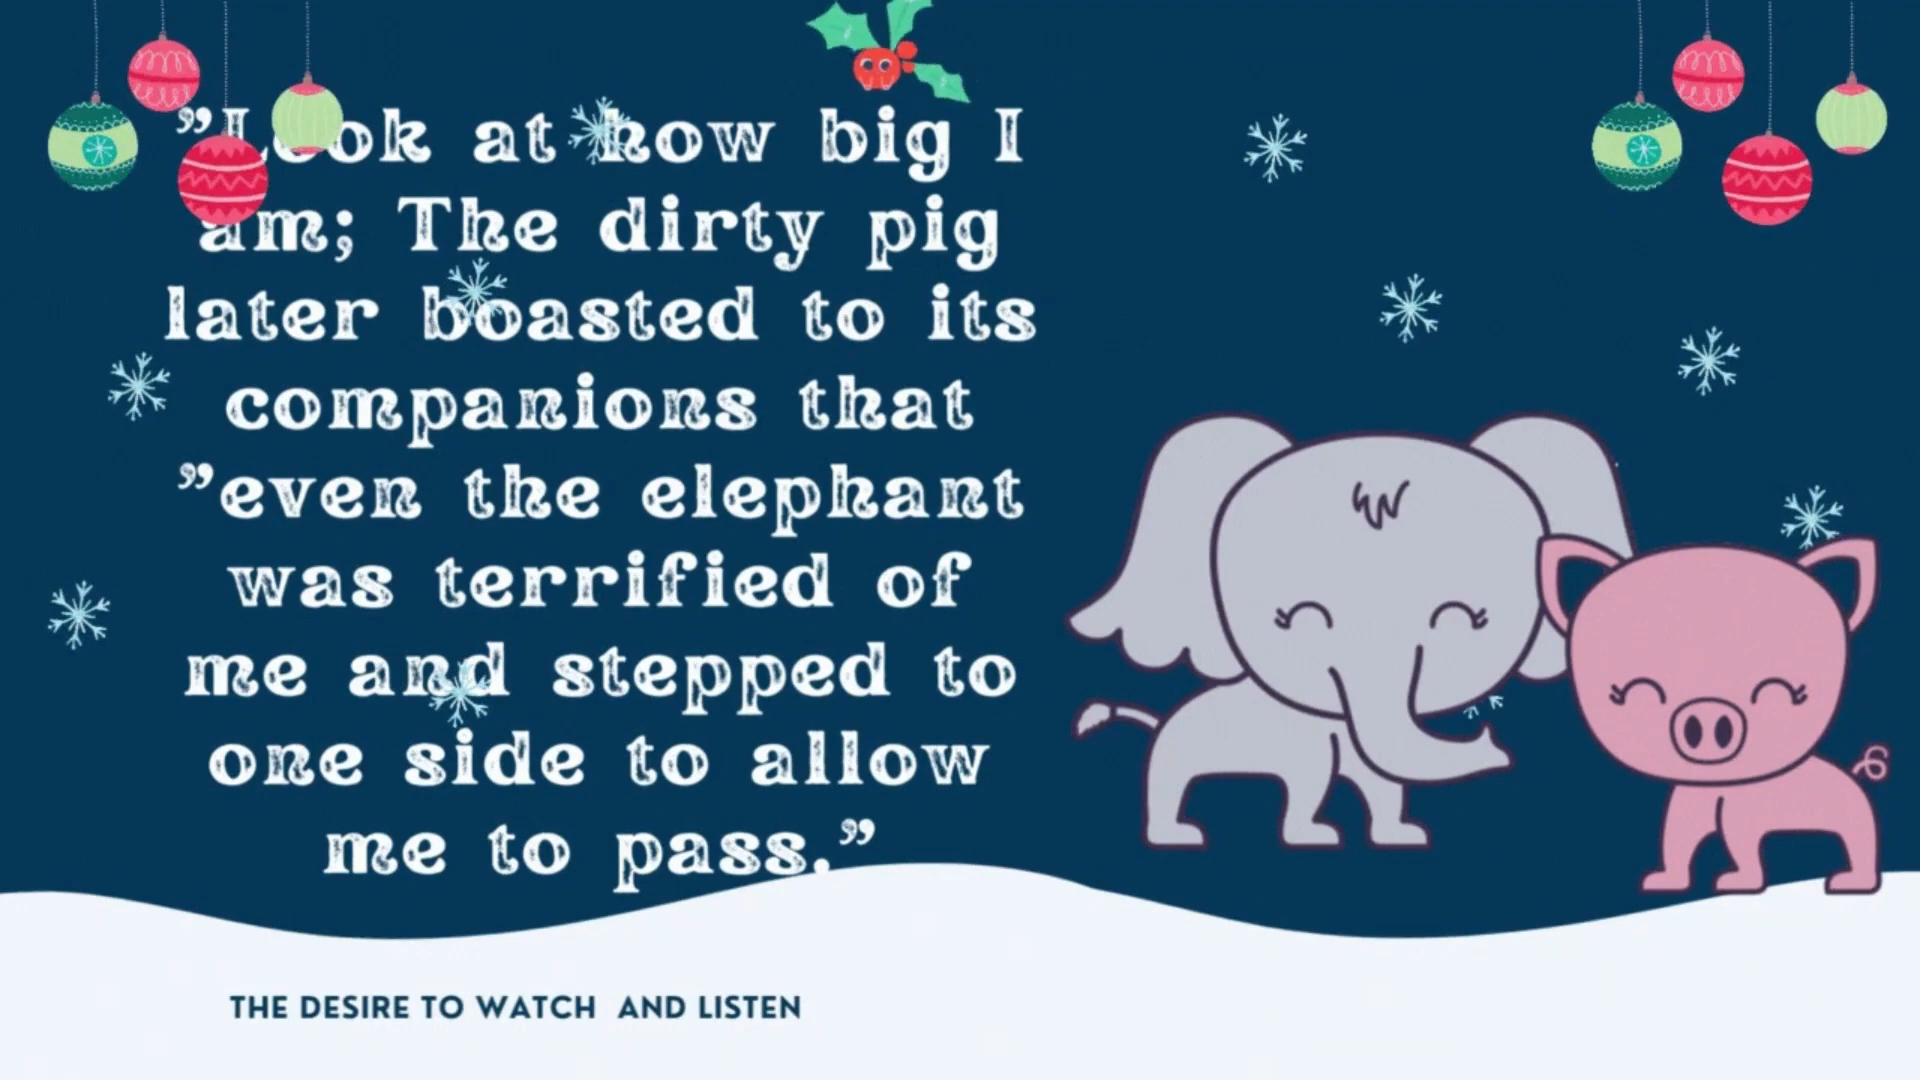 ”Look at how big I
am; The dirty pig
later boasted to its
companions that
”even the elephant
was terrified of
me and stepped to
one side to allow
me to pass.”
THE DESIRE TO WATCH  AND LISTEN